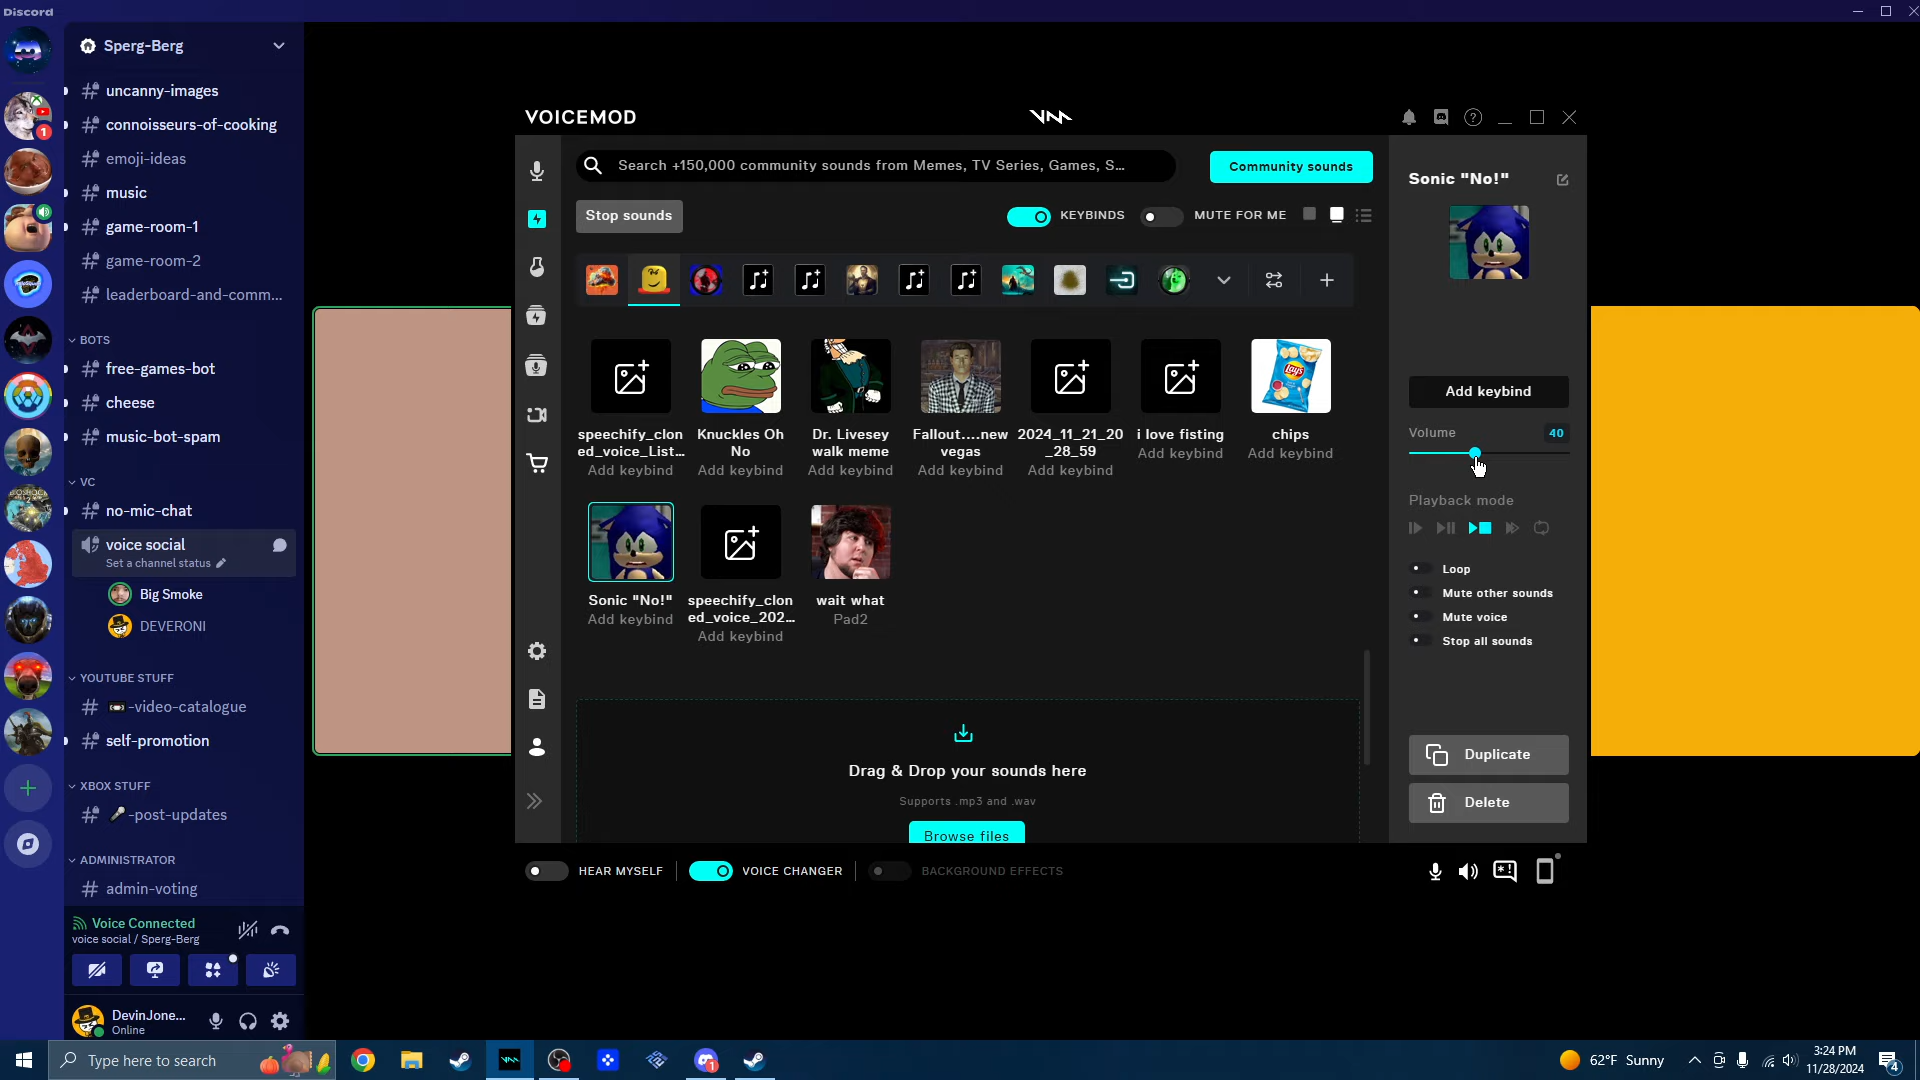 Discord
Sperg-Berg
uncanny-images
connoisseurs-of-cooking
emoji-ideas
music
game-room-1
game-room-2
leaderboard-and-comm...
BOTS
free-games-bot
cheese
music-bot-spam
VC
no-mic-chat
voice social
Set a channel status
Big Smoke
DEVERONI
YOUTUBE STUFF
-video-catalogue
self-promotion
XBOX STUFF
-post-updates
ADMINISTRATOR
admin-voting
Voice Connected
voice social / Sperg-Berg
DevinJone...
Online
1
VOICEMOD
Search +150,000 community sounds from Memes, TV Series, Games, S...
Community sounds
Stop sounds
KEYBINDS
MUTE FOR ME
speechify_clon
ed_voice_List...
Add keybind
Knuckles Oh
No
Add keybind
Dr. Livesey
walk meme
Add keybind
Fallout....new
vegas
Add keybind
2024_11_21_20
_28_59
Add keybind
i love fisting
Add keybind
Lay's
chips
Add keybind
Sonic "No!"
Add keybind
speechify_clon
ed_voice_202...
Add keybind
wait what
Pad2
Drag & Drop your sounds here
Supports .mp3 and .wav
Browse files
HEAR MYSELF
VOICE CHANGER
BACKGROUND EFFECTS
Sonic "No!"
Add keybind
Volume 40
Playback mode
Loop
Mute other sounds
Mute voice
Stop all sounds
Duplicate
Delete
Type here to search
1
62°F Sunny
3:24 PM
11/28/2024
4